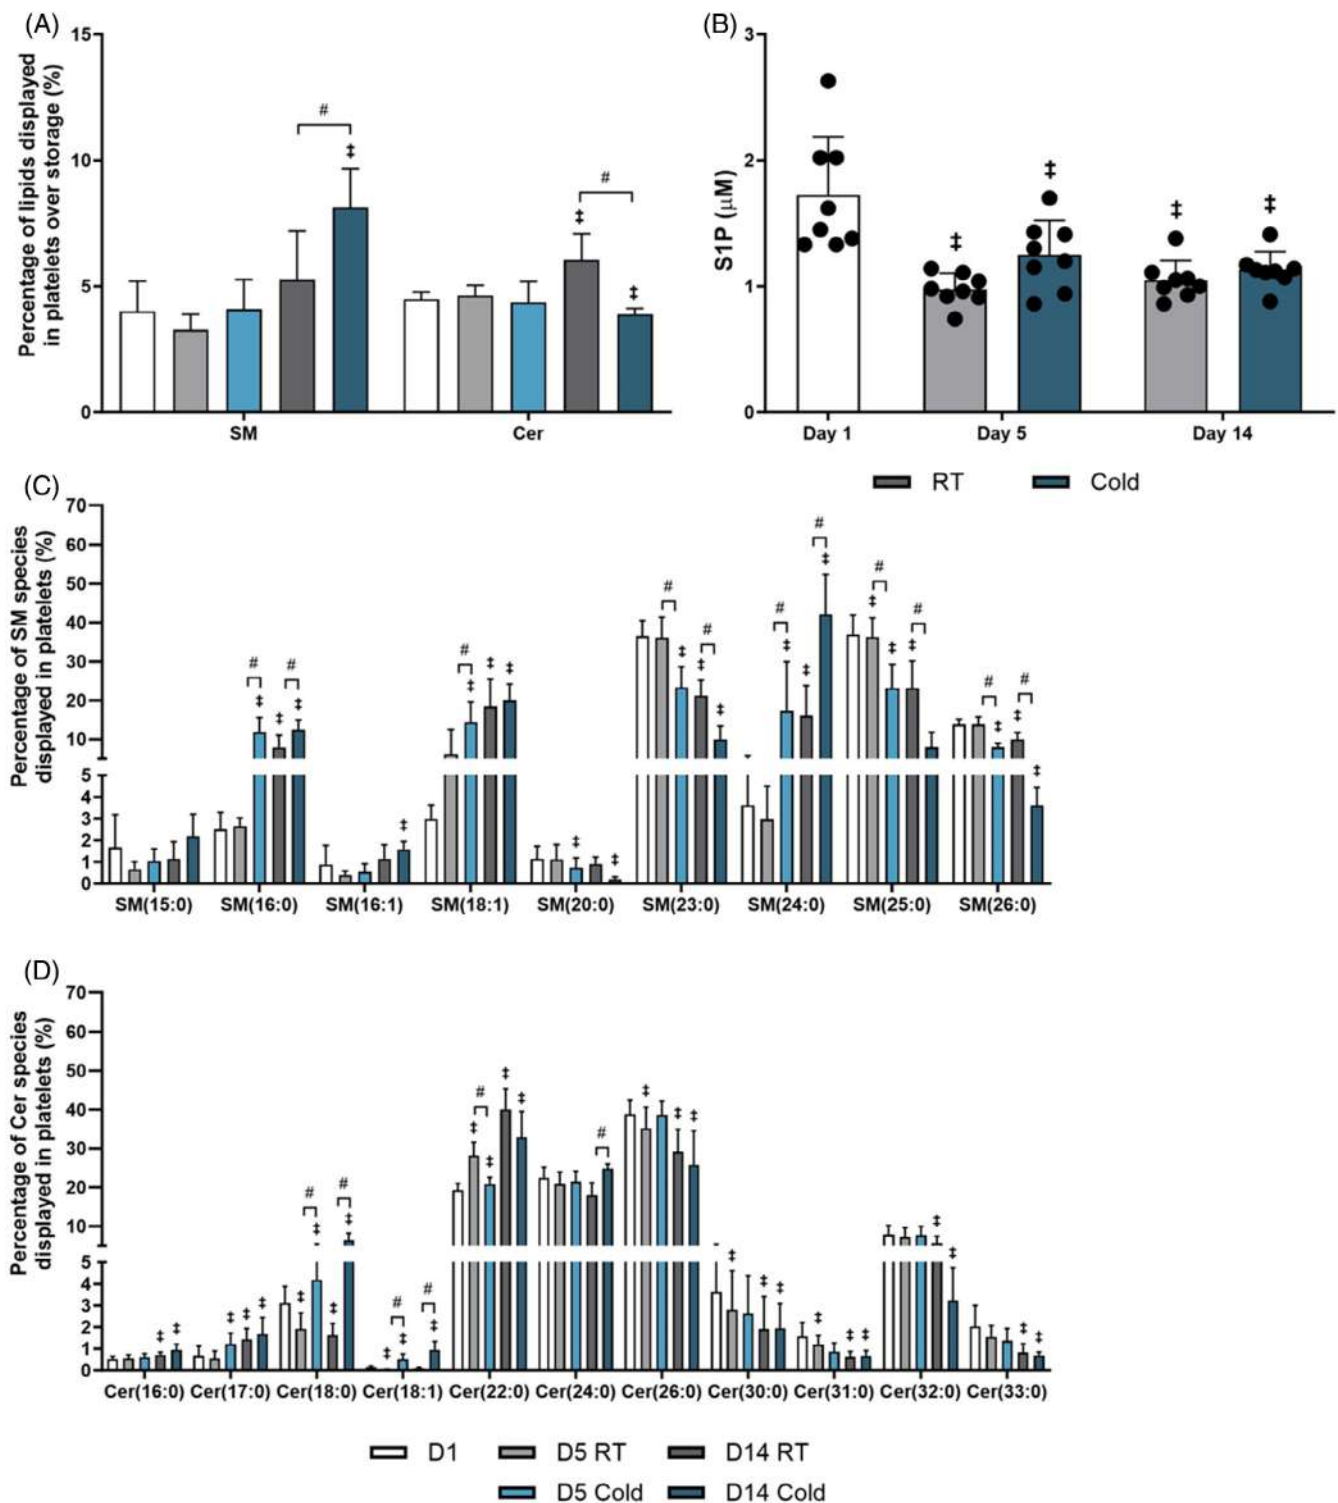 (A)
Percentage of lipids displayed
in platelets over storage (%)
15
10
5
0
#
‡
#
‡
‡
SM
Cer
(B)
S1P (μM)
3
2
1
0
‡
‡
‡
‡
Day 1
Day 5
Day 14
RT
Cold
(C)
Percentage of SM species
displayed in platelets (%)
70
60
50
40
30
20
10
5
4
3
2
1
0
# # # # # # # # # # #
‡ ‡ ‡ ‡ ‡ ‡ ‡ ‡ ‡ ‡ ‡ ‡ ‡ ‡ ‡ ‡ ‡ ‡ ‡ ‡ ‡
SM(15:0) SM(16:0) SM(16:1) SM(18:1) SM(20:0) SM(23:0) SM(24:0) SM(25:0) SM(26:0)
(D)
Percentage of Cer species
displayed in platelets (%)
70
60
50
40
30
20
10
5
4
3
2
1
0
# # # # # #
‡ ‡ ‡ ‡ ‡ ‡ ‡ ‡ ‡ ‡ ‡ ‡ ‡ ‡ ‡ ‡ ‡ ‡ ‡ ‡ ‡ ‡ ‡ ‡ ‡ ‡ ‡ ‡ ‡
Cer(16:0) Cer(17:0) Cer(18:0) Cer(18:1) Cer(22:0) Cer(24:0) Cer(26:0) Cer(30:0) Cer(31:0) Cer(32:0) Cer(33:0)
D1
D5 RT
D14 RT
D5 Cold
D14 Cold